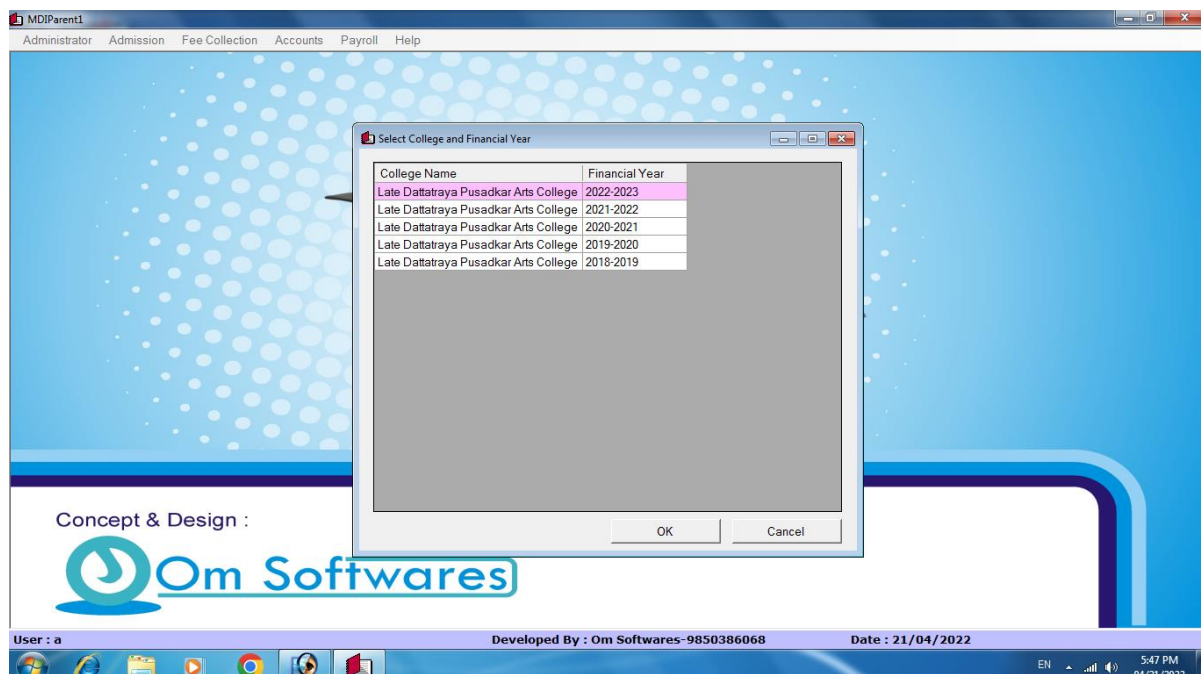 MDIParent1
Administrator Admission Fee Collection Accounts Payroll Help
Select College and Financial Year
College Name Financial Year
Late Dattatraya Pusadkar Arts College 2022-2023
Late Dattatraya Pusadkar Arts College 2021-2022
Late Dattatraya Pusadkar Arts College 2020-2021
Late Dattatraya Pusadkar Arts College 2019-2020
Late Dattatraya Pusadkar Arts College 2018-2019
OK Cancel
Concept & Design :
Om Softwares
User : a Developed By : Om Softwares-9850386068 Date : 21/04/2022
EN 5:47 PM
04/21/2022